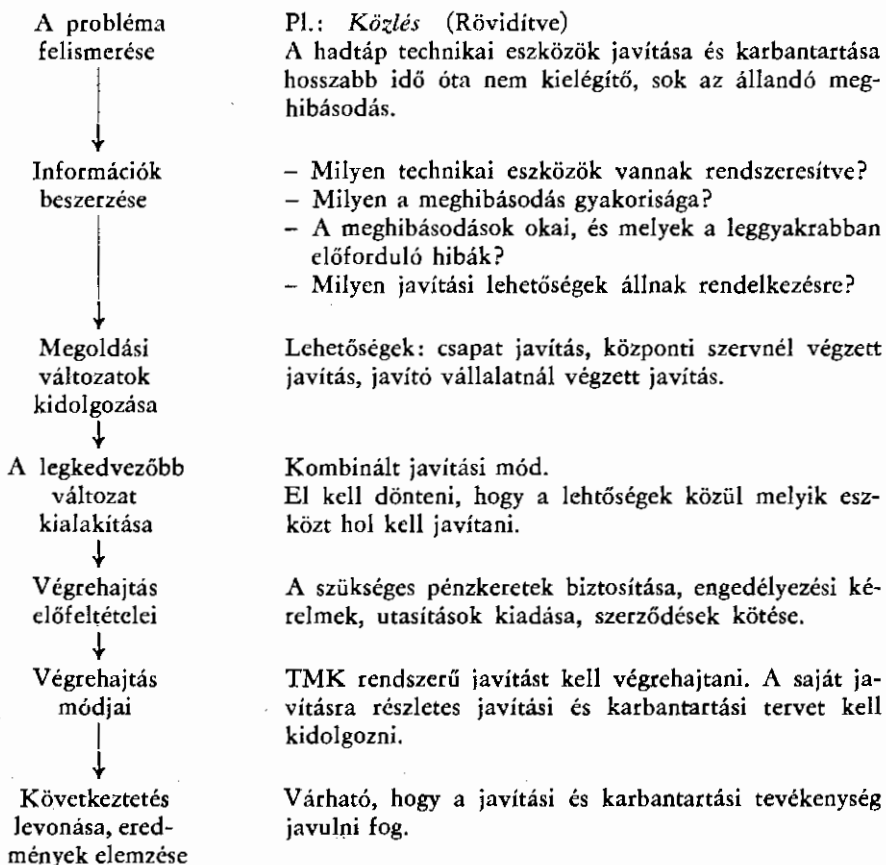 A probléma
felismerése
Pl.: Közlés (Rövidítve)
A hadtáp technikai eszközök javítása és karbantartása
hosszabb idő óta nem kielégítő, sok az állandó meg-
hibásodás.
Információk
beszerzése
– Milyen technikai eszközök vannak rendszeresítve?
– Milyen a meghibásodás gyakorisága?
– A meghibásodások okai, és melyek a leggyakrabban
előforduló hibák?
– Milyen javítási lehetőségek állnak rendelkezésre?
Megoldási
változatok
kidolgozása
Lehetőségek: csapat javítás, központi szervnél végzett
javítás, javító vállalatnál végzett javítás.
A legkedvezőbb
változat
kialakítása
Kombinált javítási mód.
El kell dönteni, hogy a lehtőségek közül melyik esz-
közt hol kell javítani.
Végrehajtás
előfeltételei
A szükséges pénzkeretek biztosítása, engedélyezési ké-
relmek, utasítások kiadása, szerződések kötése.
Végrehajtás
módjai
TMK rendszerű javítást kell végrehajtani. A saját ja-
vításra részletes javítási és karbantartási tervet kell
kidolgozni.
Következtetés
levonása, ered-
mények elemzése
Várható, hogy a javítási és karbantartási tevékenység
javulni fog.